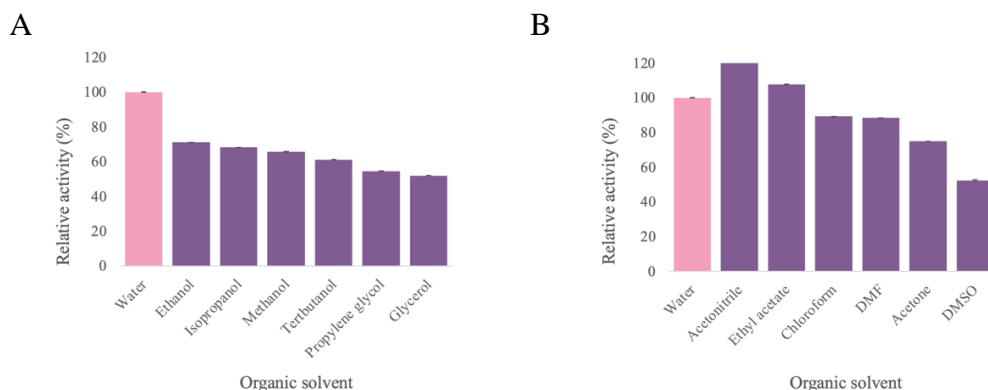 A
Relative activity (%)
120
100
80
60
40
20
0
Water
Ethanol
Isopropanol
Methanol
Tertbutanol
Propylene glycol
Glycerol
Organic solvent
B
Relative activity (%)
120
100
80
60
40
20
0
Water
Acetonitrile
Ethyl acetate
Chloroform
DMF
Acetone
DMSO
Organic solvent